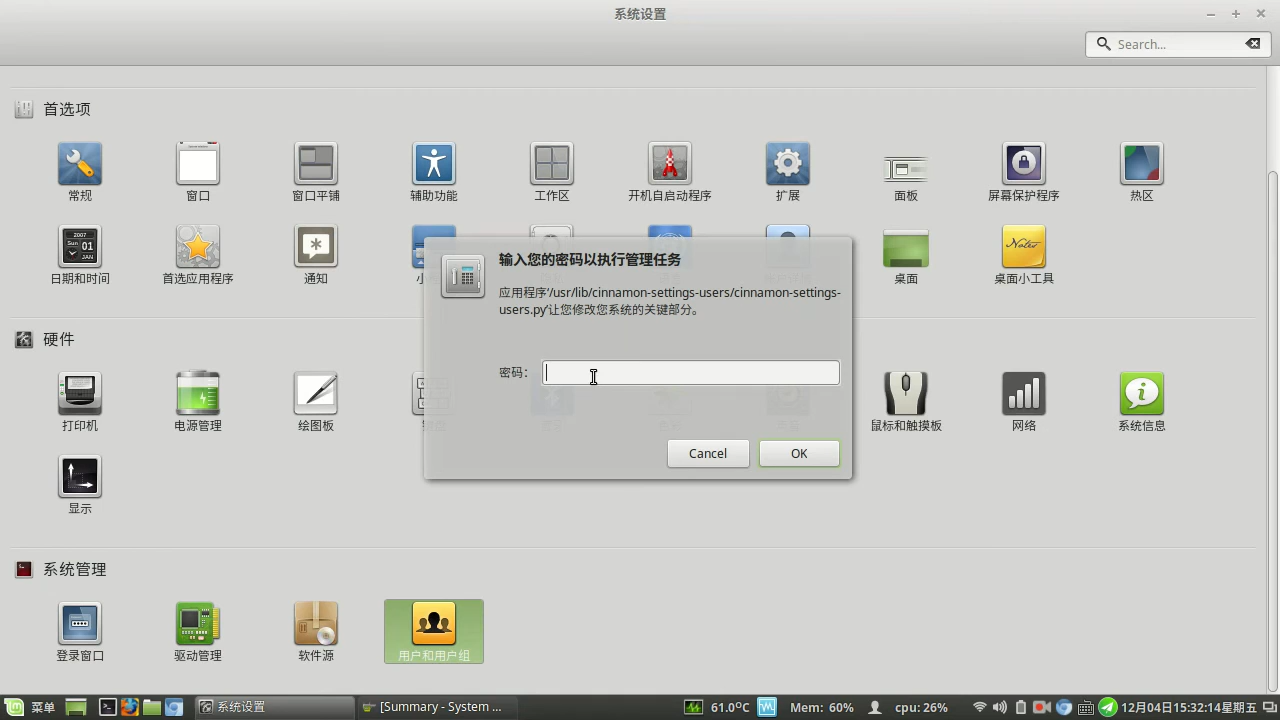 系统设置
Search...
首选项
常规
窗口
窗口平铺
辅助功能
工作区
开机自启动程序
扩展
面板
屏幕保护程序
热区
2007
Sun 01
JAN
日期和时间
首选应用程序
通知
小
桌面
Notes
桌面小工具
输入您的密码以执行管理任务
应用程序'/usr/lib/cinnamon-settings-users/cinnamon-settings-
users.py'让您修改您系统的关键部分。
密码：
Cancel
OK
硬件
打印机
电源管理
绘图板
鼠标和触摸板
网络
系统信息
显示
系统管理
登录窗口
驱动管理
软件源
用户和用户组
菜单
系统设置
[Summary - System ...
61.0°C
Mem: 60%
cpu: 26%
12月04日15:32:14星期五